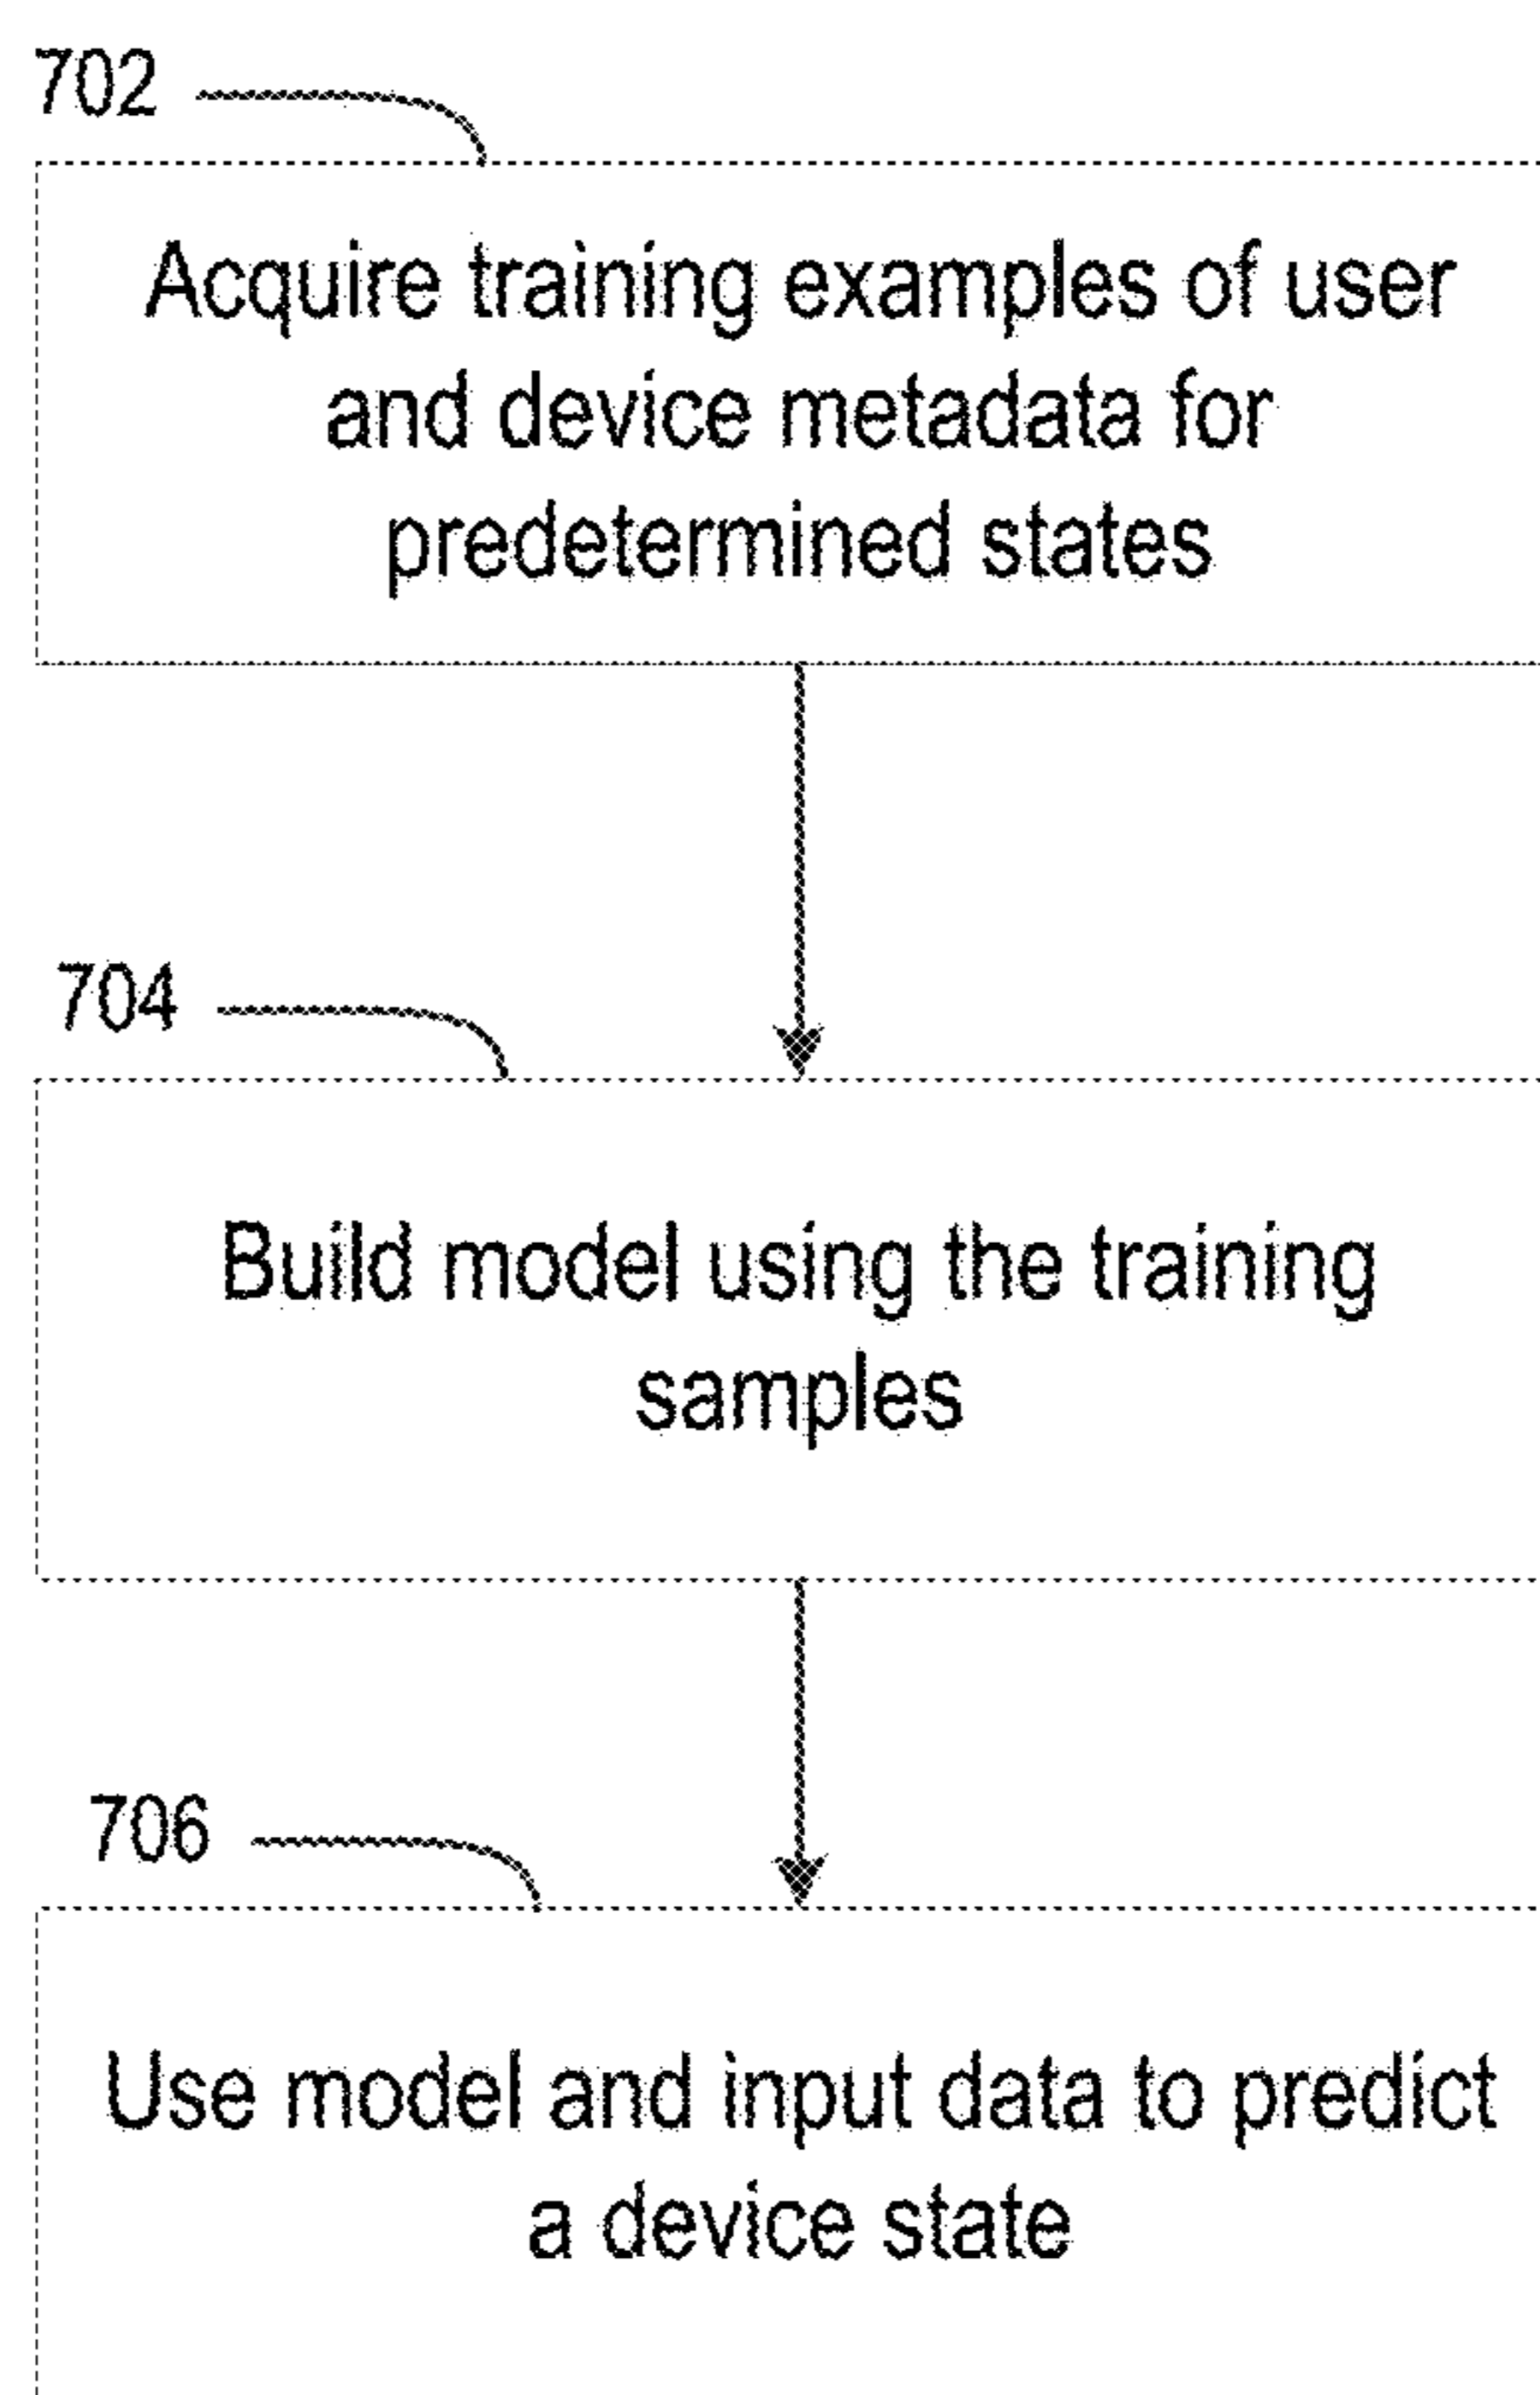 702
Acquire training examples of user
and device metadata for
predetermined states
704
Build model using the training
samples
706
Use model and input data to predict
a device state